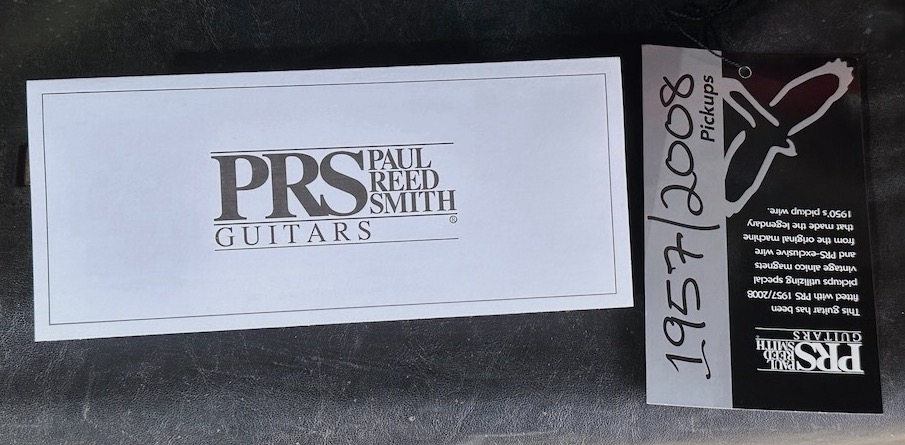 PRS
PAUL
REED
SMITH
®
GUITARS
1957/2008
Pickups
PRS
PAUL
REED
SMITH
GUITARS
This guitar has been
fitted with PRS 1957/2008
pickups utilizing special
vintage alnico magnets
and PRS-exclusive wire
from the original machine
that made the legendary
1950's pickup wire.